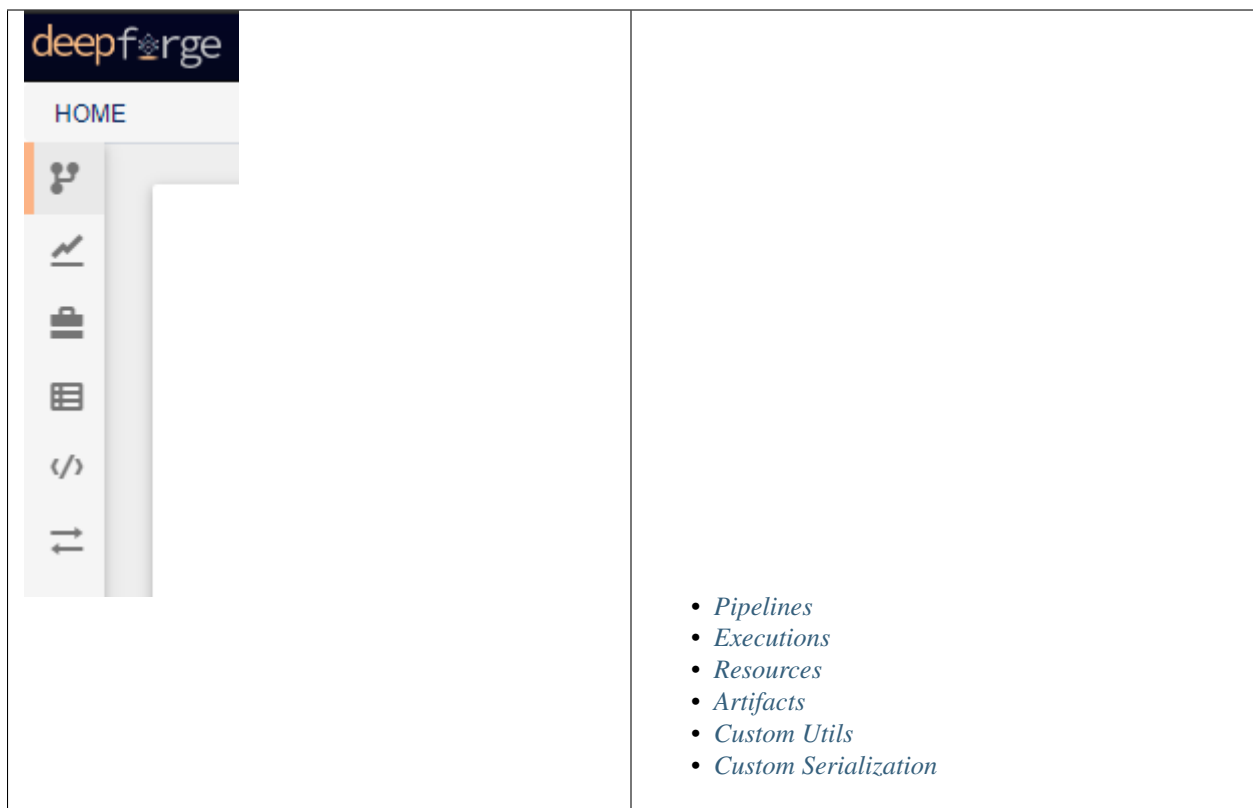 deepforge
HOME
• Pipelines
• Executions
• Resources
• Artifacts
• Custom Utils
• Custom Serialization